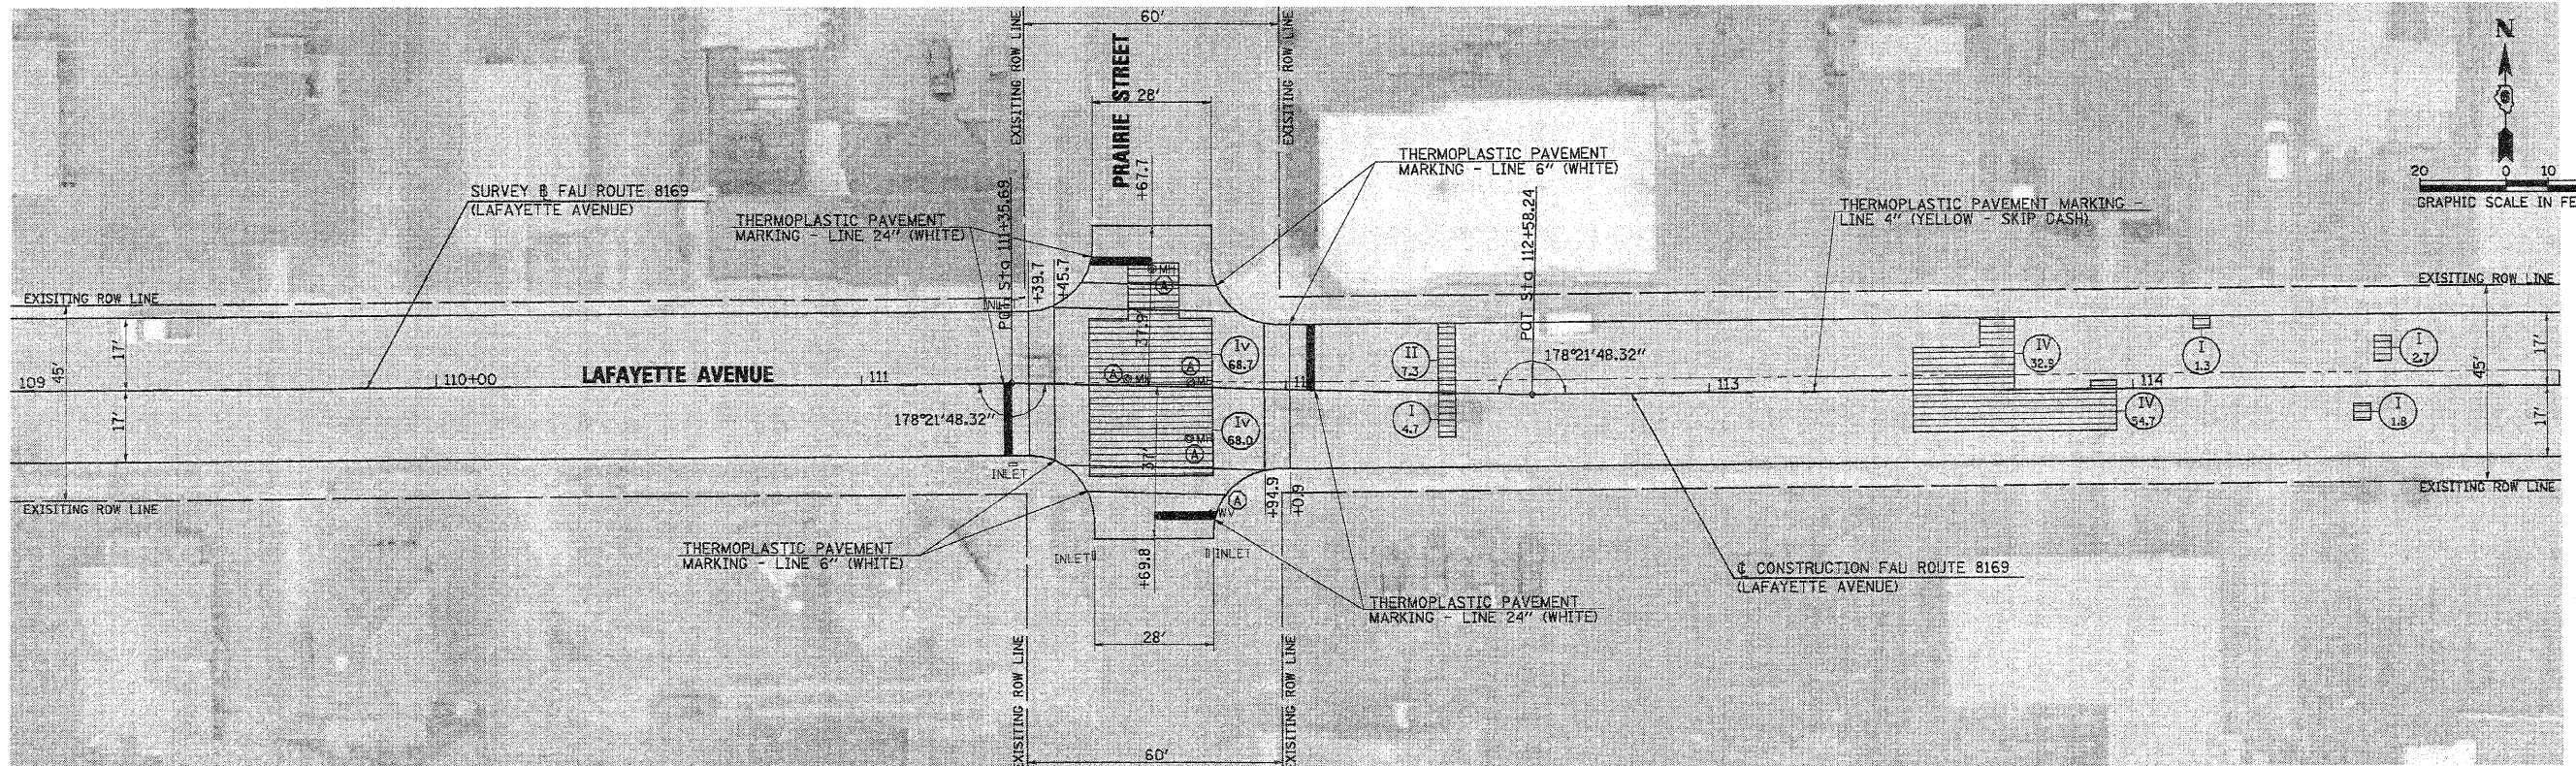 60'
EXISITING ROW LINE
PRAIRIE STREET
EXISITING ROW LINE
N
28'
+67.7
THERMOPLASTIC PAVEMENT
MARKING - LINE 6" (WHITE)
20 0 10
GRAPHIC SCALE IN FE
SURVEY ⅊ FAU ROUTE 8169
(LAFAYETTE AVENUE)
THERMOPLASTIC PAVEMENT
MARKING - LINE 24" (WHITE)
POT Sta 111+35.69
+39.7
+45.7
POT Sta 112+58.24
THERMOPLASTIC PAVEMENT MARKING -
LINE 4" (YELLOW - SKIP DASH)
EXISITING ROW LINE
EXISITING ROW LINE
MH
A
37.9'
17'
45'
17'
109
110+00
LAFAYETTE AVENUE
111
178°21'48.32"
A
MH
A
MH
IV
68.7
11
II
7.3
178°21'48.32"
113
IV
32.9
I
1.3
I
2.7
114
17'
45'
17'
IV
68.0
I
4.7
IV
54.7
I
1.8
MH
A
37'
INLET
EXISITING ROW LINE
EXISITING ROW LINE
+94.9
+0.9
A
WV
THERMOPLASTIC PAVEMENT
MARKING - LINE 6" (WHITE)
INLET
INLET
+69.8
℄ CONSTRUCTION FAU ROUTE 8169
(LAFAYETTE AVENUE)
THERMOPLASTIC PAVEMENT
MARKING - LINE 24" (WHITE)
28'
EXISITING ROW LINE
EXISITING ROW LINE
60'